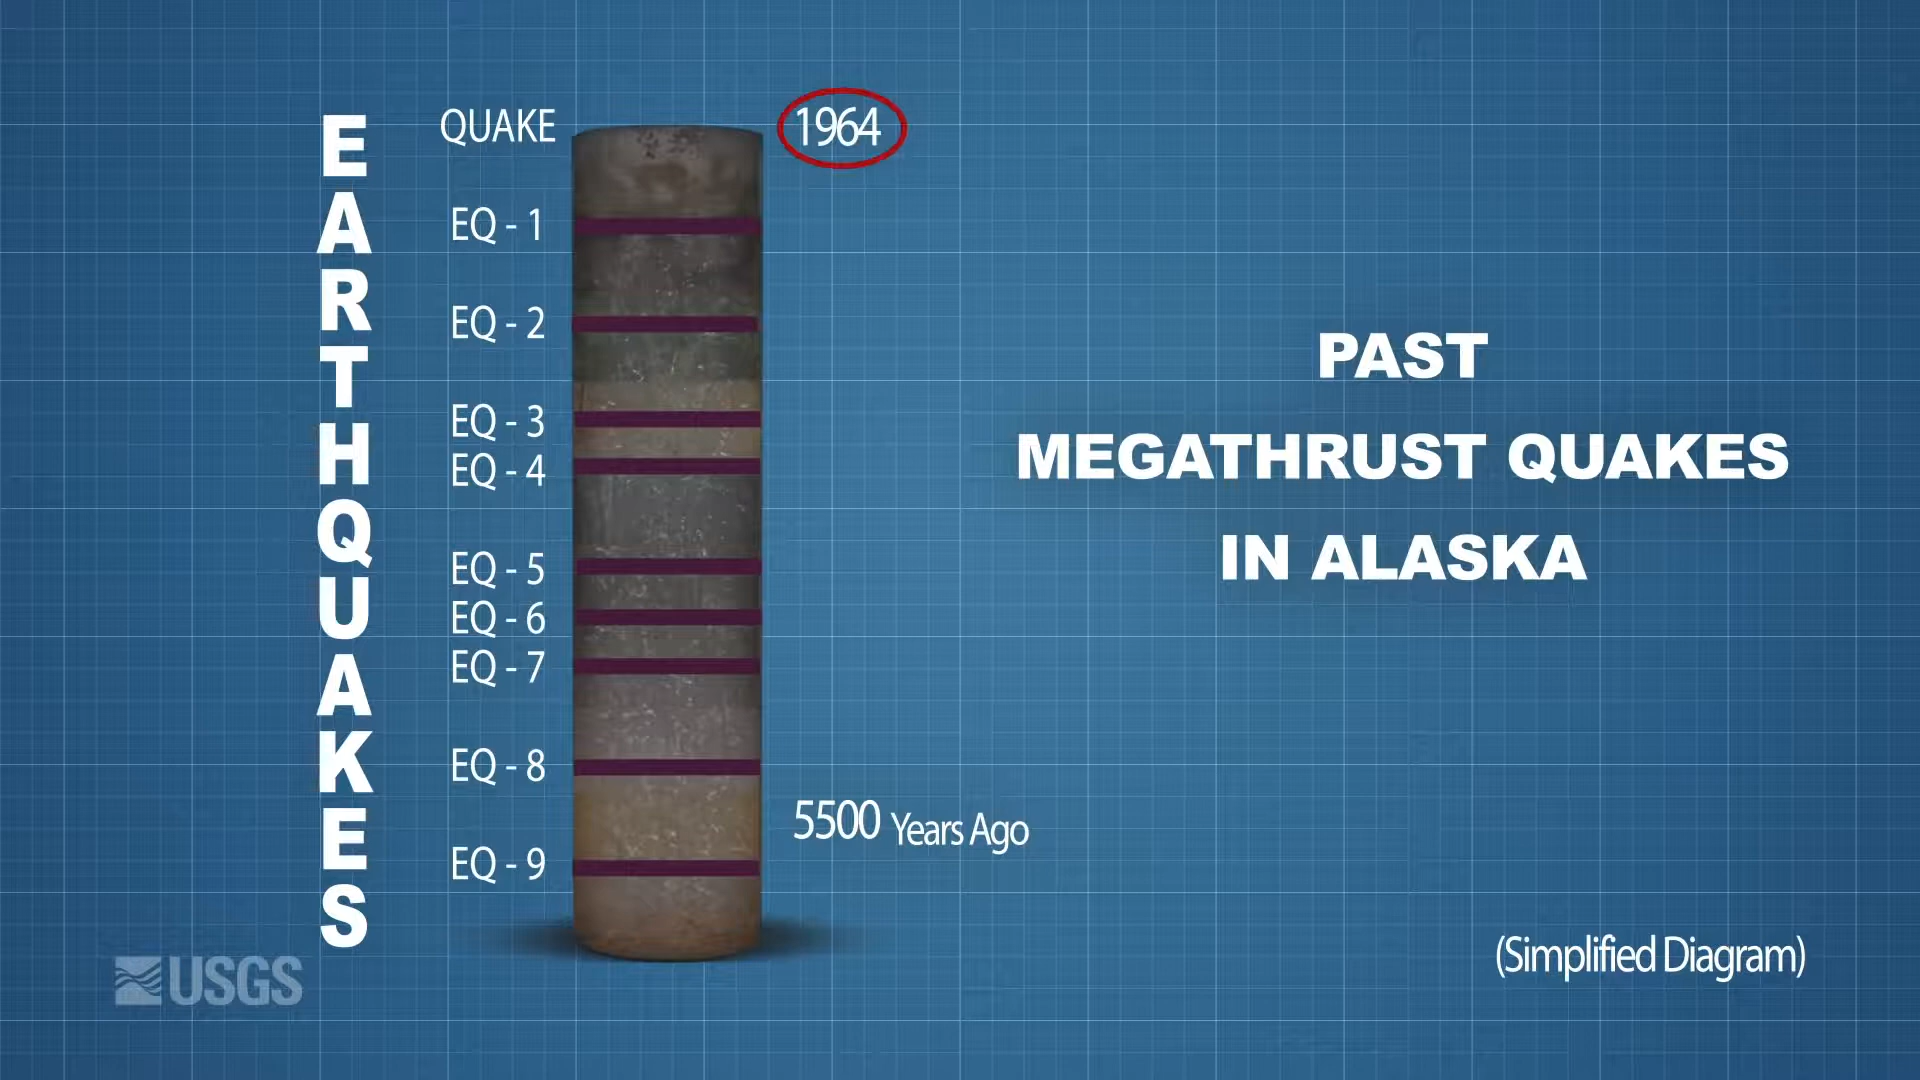 EARTHQUAKES
QUAKE
1964
EQ - 1
EQ - 2
EQ - 3
EQ - 4
EQ - 5
EQ - 6
EQ - 7
EQ - 8
5500 Years Ago
EQ - 9
PAST
MEGATHRUST QUAKES
IN ALASKA
(Simplified Diagram)
USGS